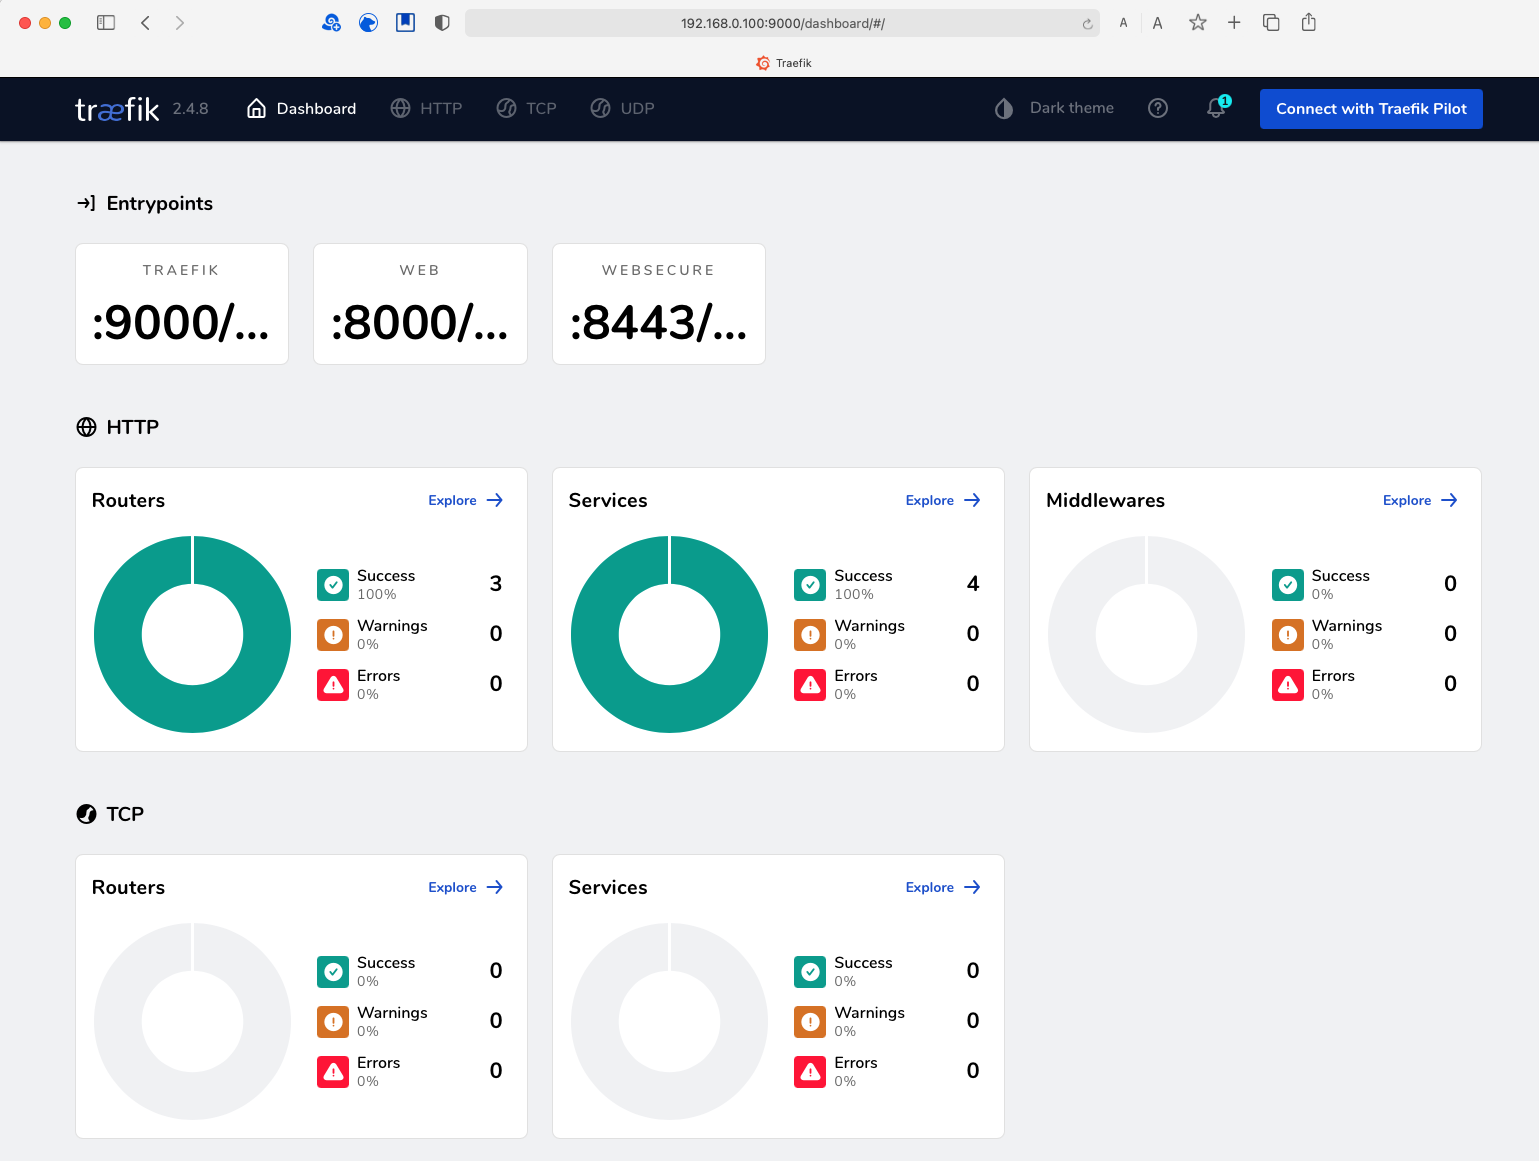 192.168.0.100:9000/dashboard/#/
A A
Traefik
træfik 2.4.8 Dashboard HTTP TCP UDP Dark theme 1 Connect with Traefik Pilot
Entrypoints
TRAEFIK
:9000/...
WEB
:8000/...
WEBSECURE
:8443/...
HTTP
Routers Explore
Success 3
100%
Warnings 0
0%
Errors 0
0%
Services Explore
Success 4
100%
Warnings 0
0%
Errors 0
0%
Middlewares Explore
Success 0
0%
Warnings 0
0%
Errors 0
0%
TCP
Routers Explore
Success 0
0%
Warnings 0
0%
Errors 0
0%
Services Explore
Success 0
0%
Warnings 0
0%
Errors 0
0%